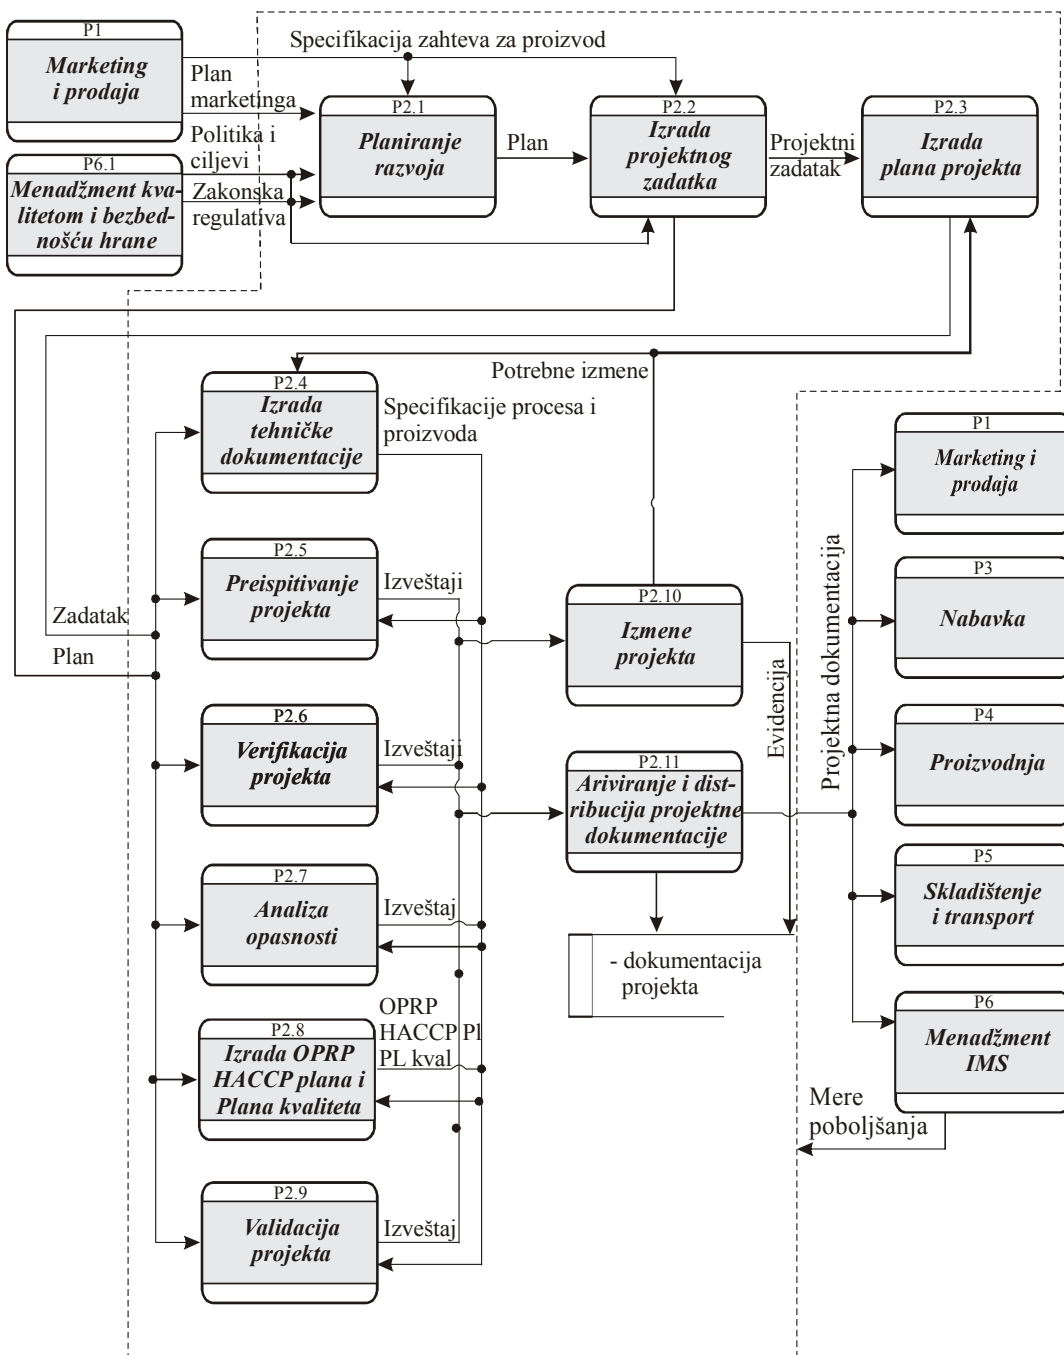 P1
Marketing
i prodaja
Specifikacija zahteva za proizvod
Plan
marketinga
Politika i
ciljevi
Zakonska
regulativa
P6.1
Menadžment kva-
litetom i bezbed-
nošću hrane
P2.1
Planiranje
razvoja
Plan
P2.2
Izrada
projektnog
zadatka
Projektni
zadatak
P2.3
Izrada
plana projekta
Potrebne izmene
P2.4
Izrada
tehničke
dokumentacije
Specifikacije procesa i
proizvoda
P2.5
Preispitivanje
projekta
Izveštaji
Zadatak
Plan
P2.6
Verifikacija
projekta
Izveštaji
P2.7
Analiza
opasnosti
Izveštaj
P2.8
Izrada OPRP
HACCP plana i
Plana kvaliteta
OPRP
HACCP Pl
PL kval
P2.9
Validacija
projekta
Izveštaj
P2.10
Izmene
projekta
Evidencija
P2.11
Ariviranje i dist-
ribucija projektne
dokumentacije
- dokumentacija
projekta
Projektna dokumentacija
P1
Marketing i
prodaja
P3
Nabavka
P4
Proizvodnja
P5
Skladištenje
i transport
P6
Menadžment
IMS
Mere
poboljšanja